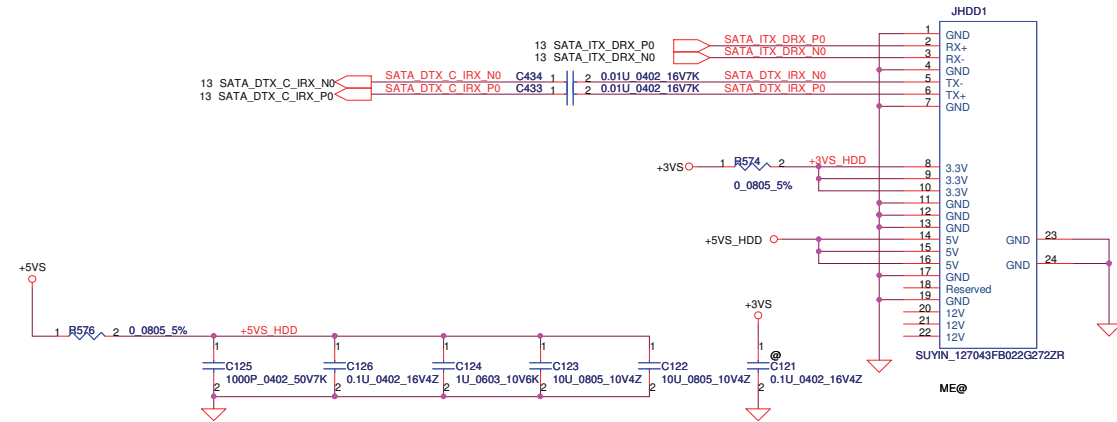 JHDD1
1 GND
13 SATA_ITX_DRX_P0 SATA_ITX_DRX_P0 2 RX+
13 SATA_ITX_DRX_N0 SATA_ITX_DRX_N0 3 RX-
4 GND
13 SATA_DTX_C_IRX_N0 SATA_DTX_C_IRX_N0 C434 1 2 0.01U_0402_16V7K SATA_DTX_IRX_N0 5 TX-
13 SATA_DTX_C_IRX_P0 SATA_DTX_C_IRX_P0 C433 1 2 0.01U_0402_16V7K SATA_DTX_IRX_P0 6 TX+
7 GND
+3VS 1 R574 2 +3VS_HDD 8 3.3V
9 3.3V
0_0805_5% 10 3.3V
11 GND
12 GND
13 GND
+5VS_HDD 14 5V GND 23
15 5V
16 5V GND 24
17 GND
18 Reserved
19 GND
20 12V
21 12V
22 12V
SUYIN_127043FB022G272ZR
ME@
+5VS
+3VS
1 R576 2 0_0805_5% +5VS_HDD
1 1 1 1 1 1 @
C125 C126 C124 C123 C122 C121
1000P_0402_50V7K 0.1U_0402_16V4Z 1U_0603_10V6K 10U_0805_10V4Z 10U_0805_10V4Z 0.1U_0402_16V4Z
2 2 2 2 2 2